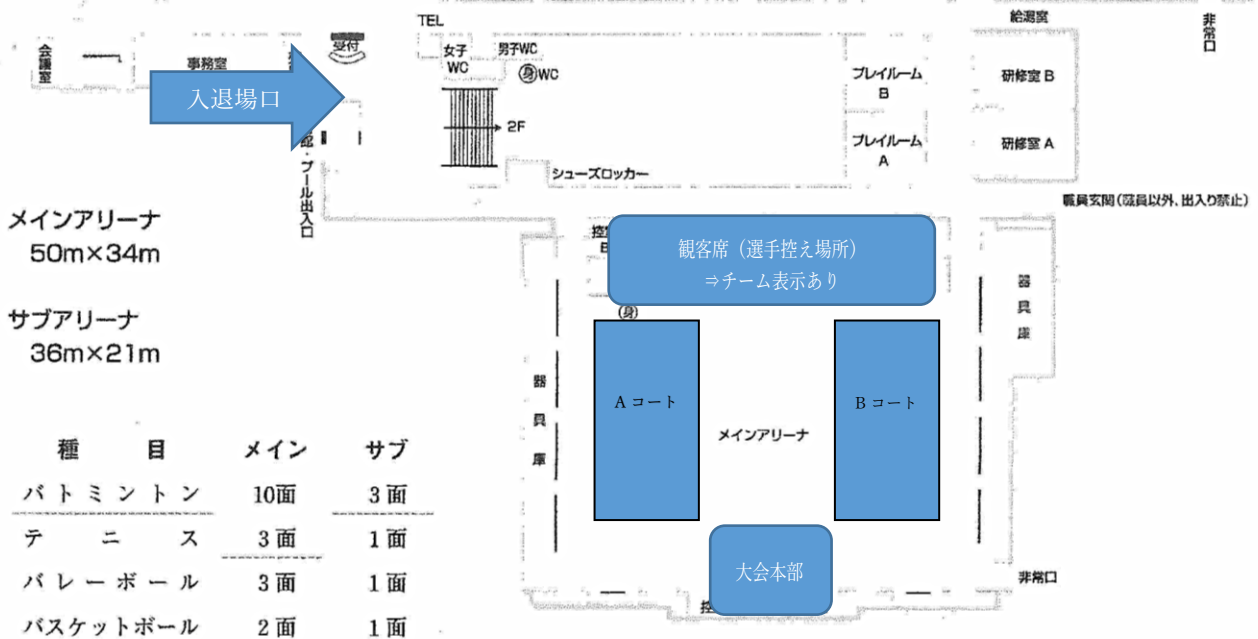 TEL
給湯室
非常口
会議室
事務室
受付
女子
WC
男子WC
身WC
プレイルーム
B
研修室 B
入退場口
2F
プレイルーム
A
研修室 A
・プール出入口
シューズロッカー
職員玄関(職員以外、出入り禁止)
メインアリーナ
50m×34m
サブアリーナ
36m×21m
観客席（選手控え場所）
⇒チーム表示あり
(身)
器具庫
器具庫
A コート
B コート
メインアリーナ
大会本部
非常口
種 目 メイン サブ
バトミントン 10面 3面
テニス 3面 1面
バレーボール 3面 1面
バスケットボール 2面 1面